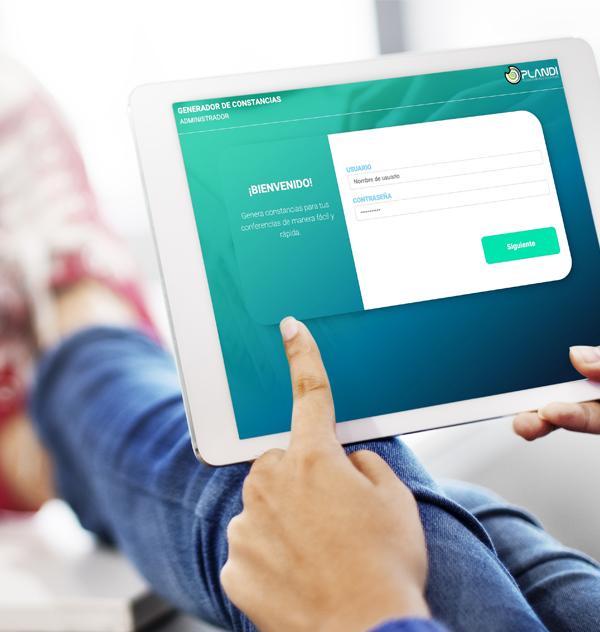 GENERADOR DE CONSTANCIAS
ADMINISTRADOR
PLANDI
¡BIENVENIDO!
Genera constancias para tus
conferencias de manera fácil y
rápida.
USUARIO
Nombre de usuario
CONTRASEÑA
Siguiente